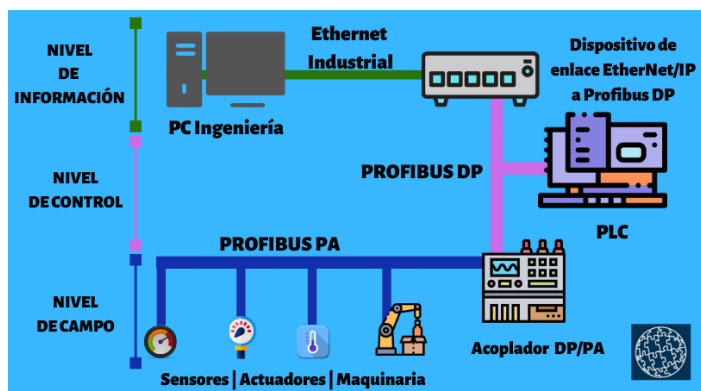 NIVEL
DE
INFORMACIÓN
Ethernet
Industrial
PC Ingeniería
Dispositivo de
enlace EtherNet/IP
a Profibus DP
NIVEL
DE CONTROL
PROFIBUS DP
PLC
PROFIBUS PA
NIVEL
DE CAMPO
Acoplador DP/PA
Sensores | Actuadores | Maquinaria